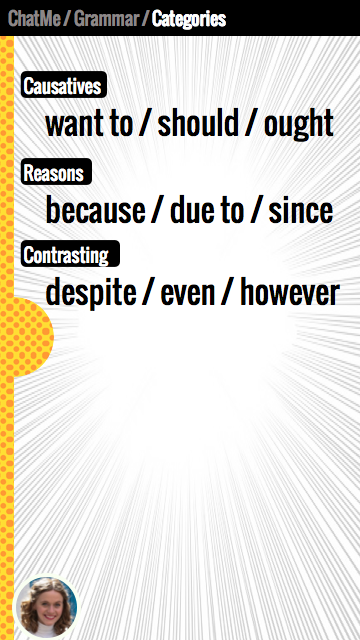 ChatMe / Grammar / Categories
Causatives
want to / should / ought
Reasons
because / due to / since
Contrasting
despite / even / however